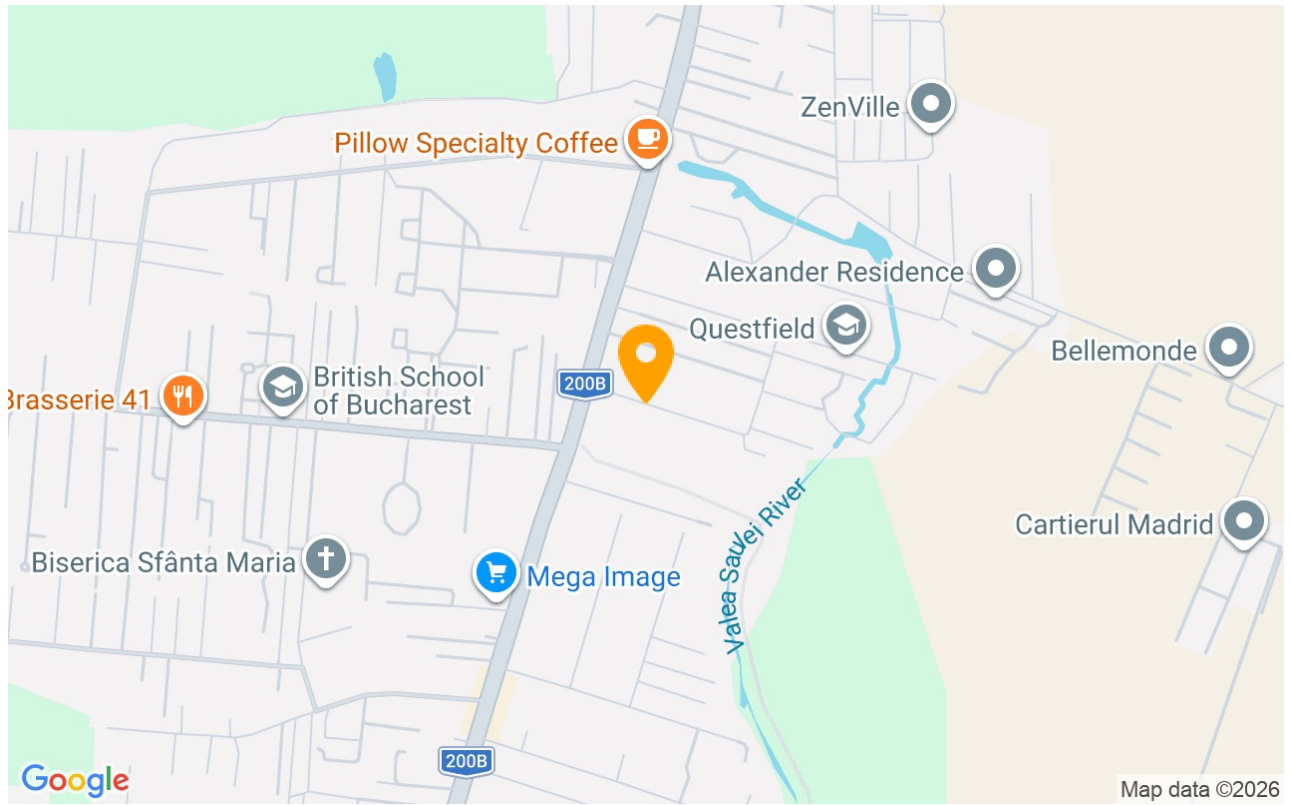 ZenVille
Pillow Specialty Coffee
Alexander Residence
Questfield
Bellemonde
200B
British School
of Bucharest
Brasserie 41
Valea Saulei River
Cartierul Madrid
Biserica Sfânta Maria
Mega Image
200B
Google
Map data ©2026